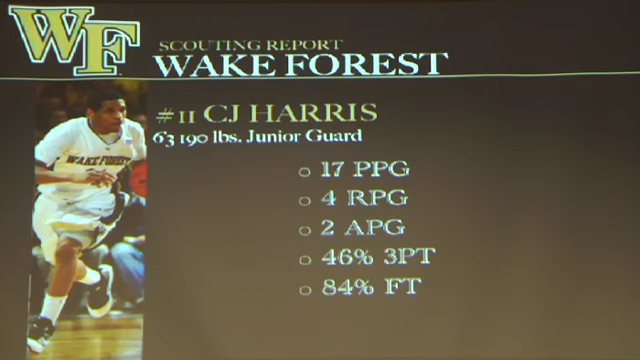 WF
SCOUTING REPORT
WAKE FOREST
#11 CJ HARRIS
6'3 190 lbs. Junior Guard
17 PPG
4 RPG
2 APG
46% 3PT
84% FT
WAKE FOREST